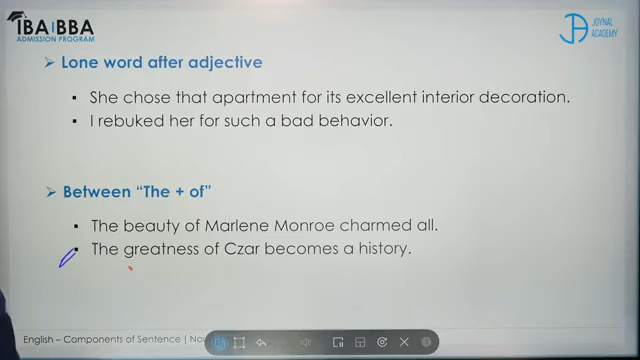 IBA|BBA
ADMISSION PROGRAM
JOYNAL
ACADEMY
Lone word after adjective
She chose that apartment for its excellent interior decoration.
I rebuked her for such a bad behavior.
Between “The + of”
The beauty of Marlene Monroe charmed all.
The greatness of Czar becomes a history.
English – Components of Sentence |